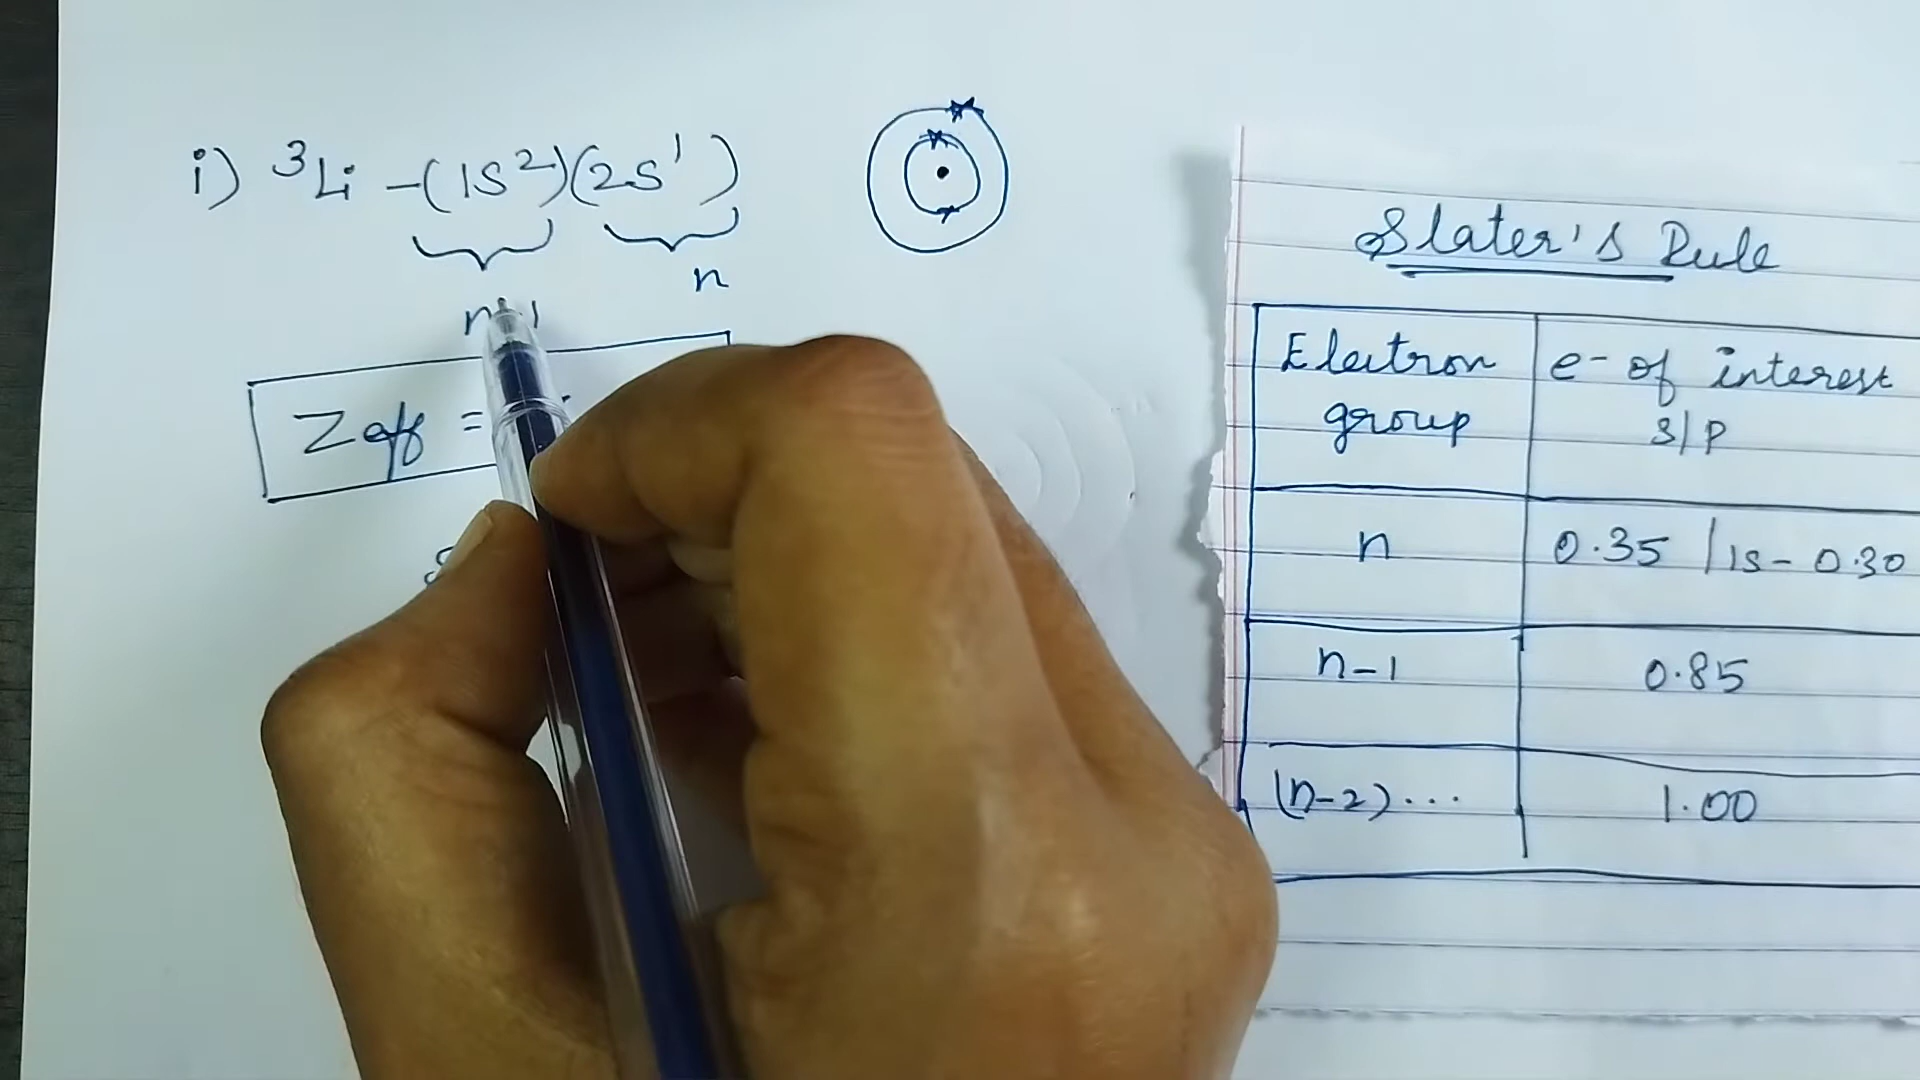 i) ³Li - (1s²)(2s¹)
n
n-1
Zeff =
Slater's Rule
Electron group
e- of interest s/p
n
0.35 / 1s - 0.30
n-1
0.85
(n-2)...
1.00